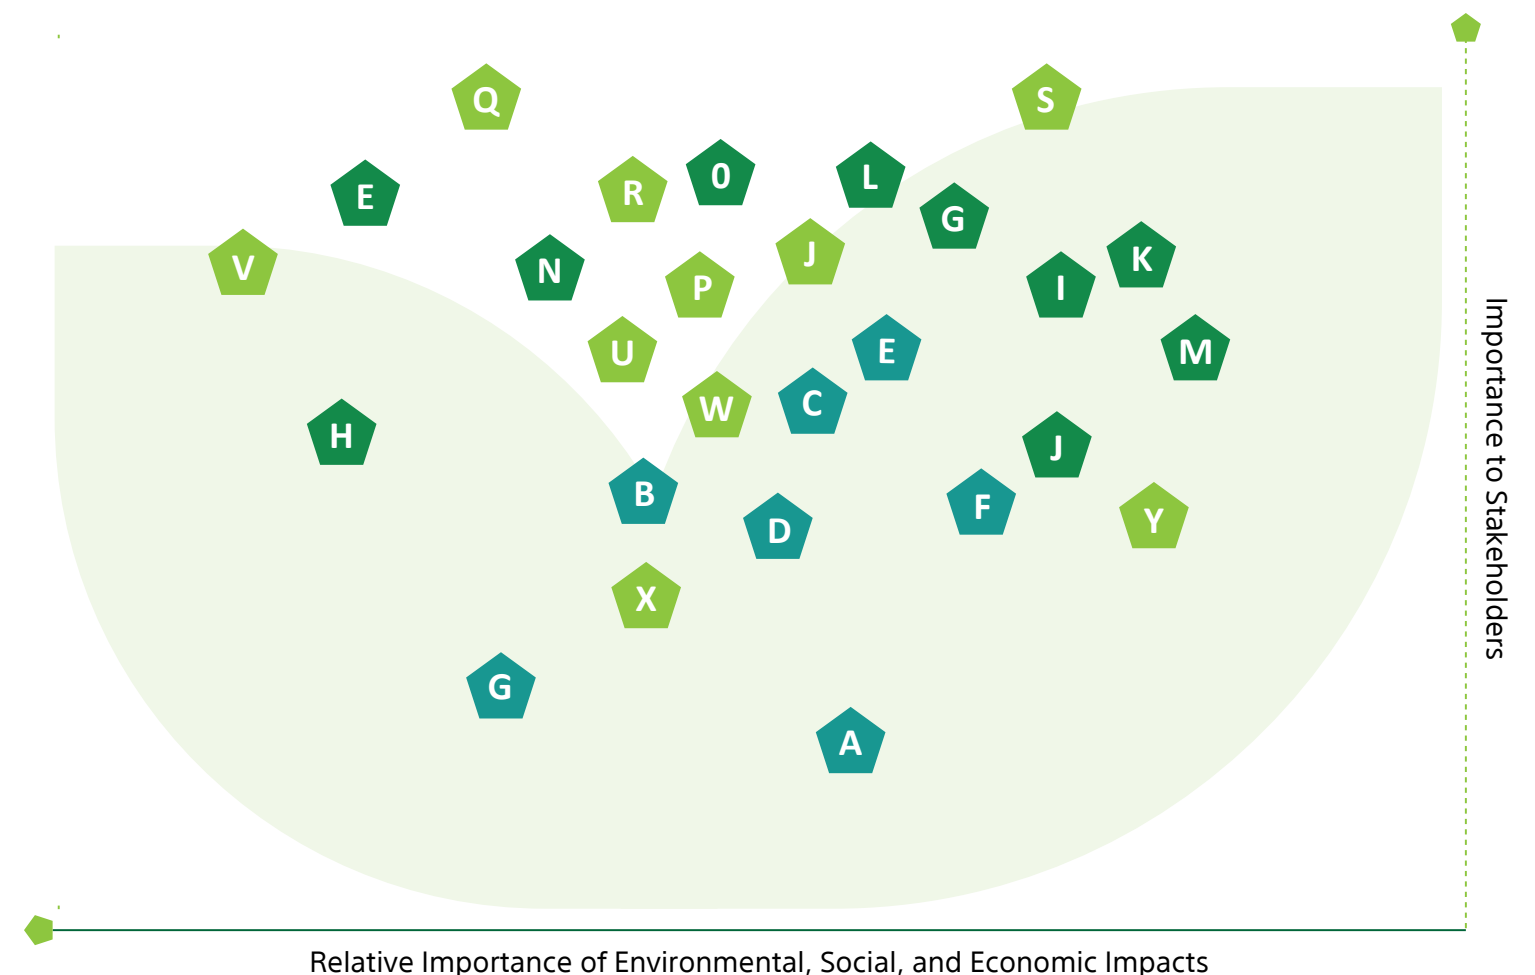 Q
S
E
R
0
L
G
V
N
P
J
I
K
U
E
M
W
C
H
J
B
D
F
Y
X
G
A
Importance to Stakeholders
Relative Importance of Environmental, Social, and Economic Impacts